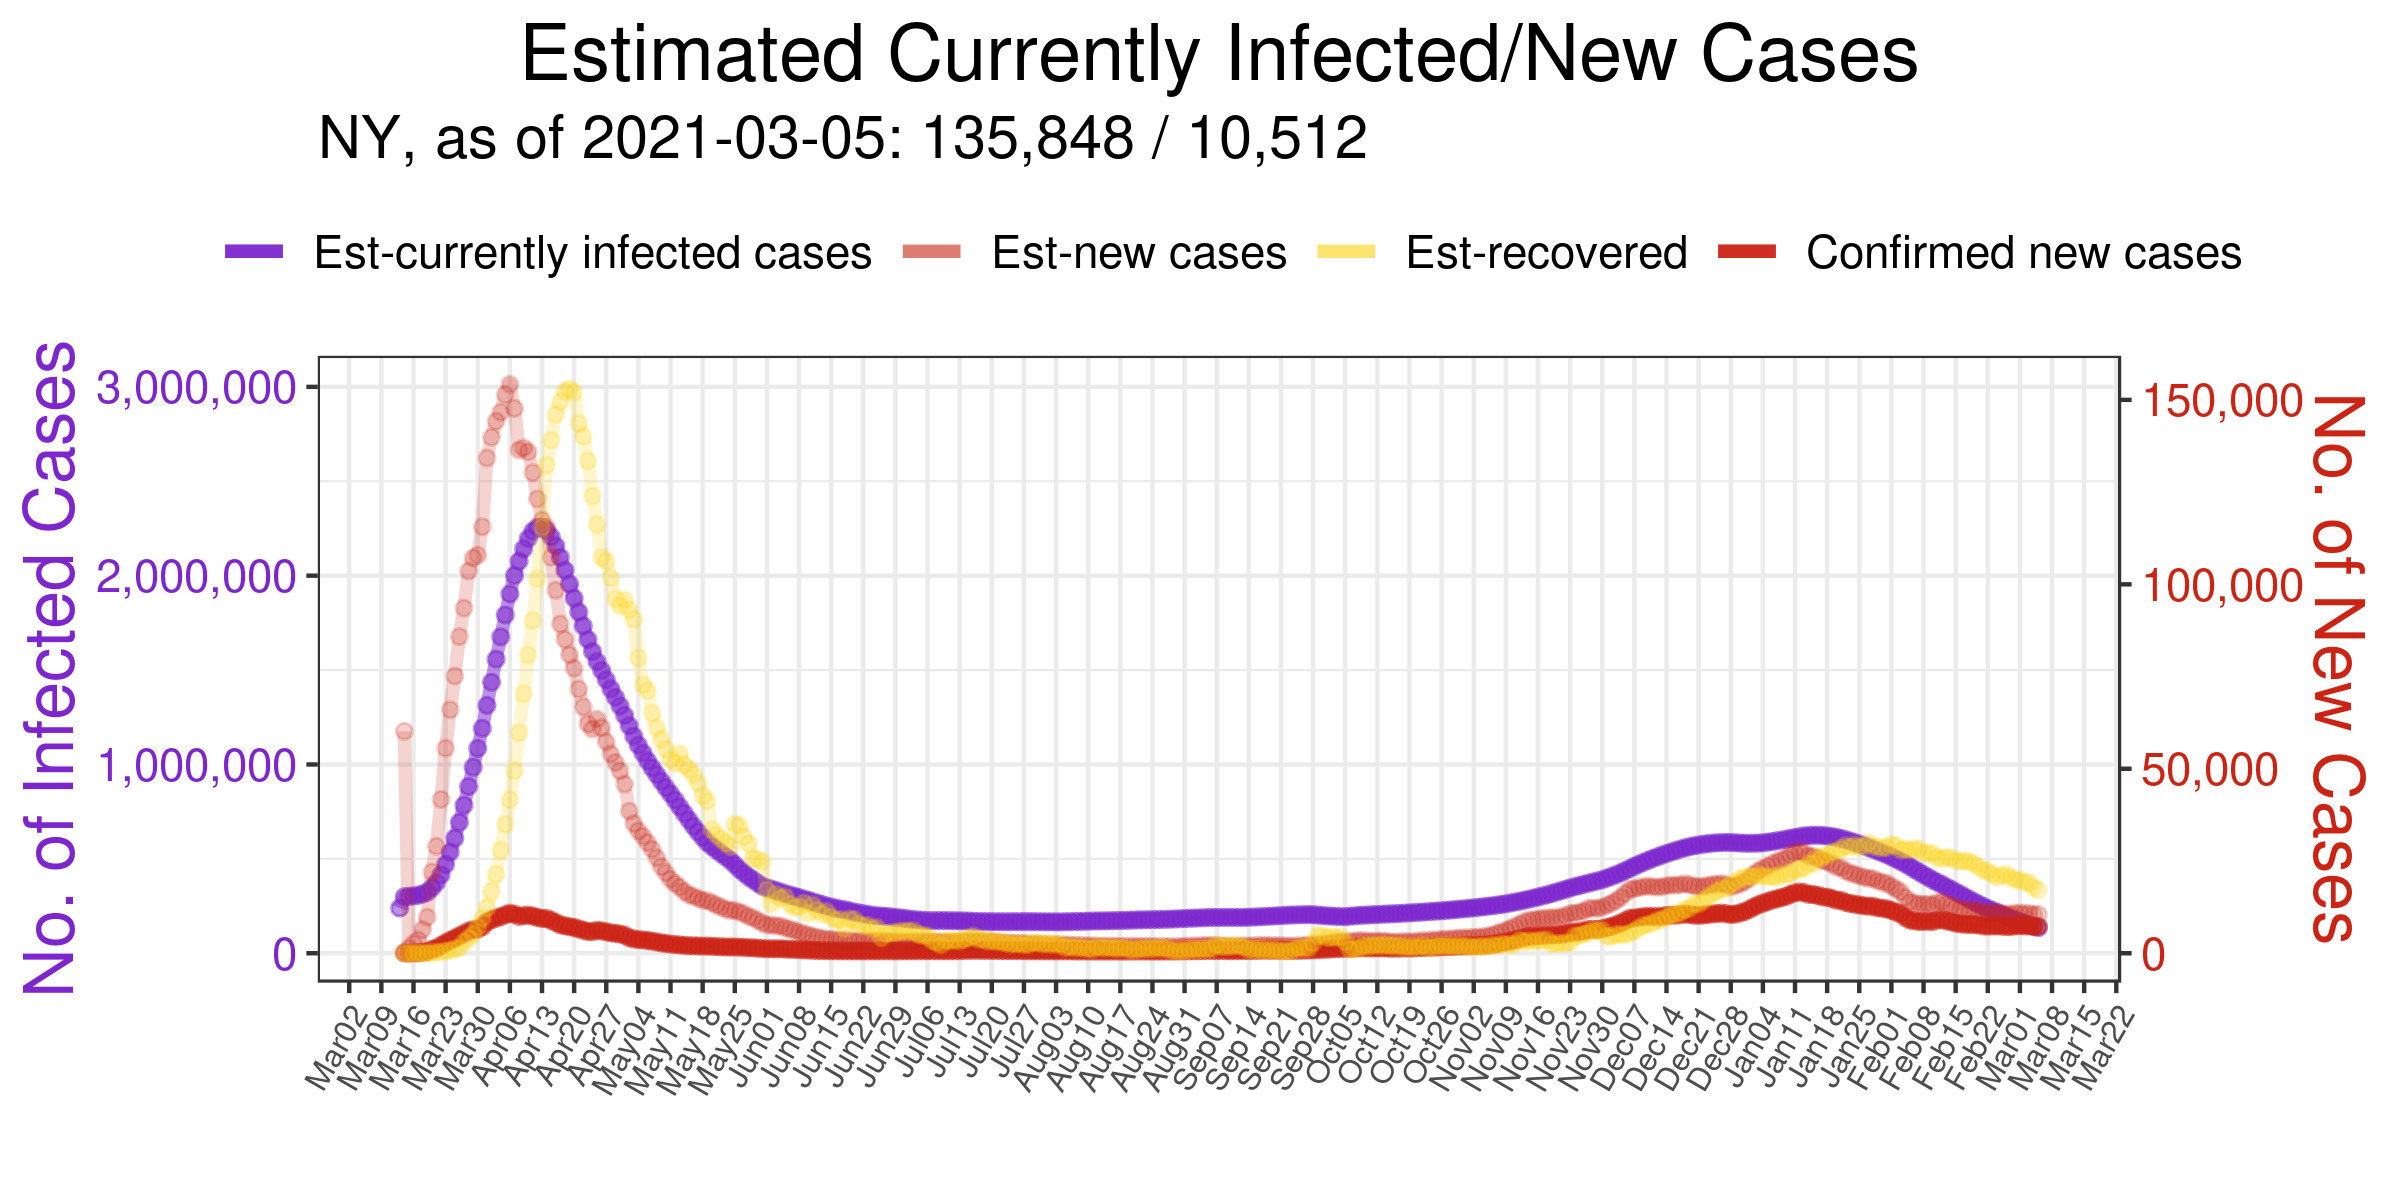 Estimated Currently Infected/New Cases
NY, as of 2021-03-05: 135,848 / 10,512
Est-currently infected cases Est-new cases Est-recovered Confirmed new cases
No. of Infected Cases
3,000,000
2,000,000
1,000,000
0
150,000
100,000
50,000
0
No. of New Cases
Mar02 Mar09 Mar16 Mar23 Mar30 Apr06 Apr13 Apr20 Apr27 May04 May11 May18 May25 Jun01 Jun08 Jun15 Jun22 Jun29 Jul06 Jul13 Jul20 Jul27 Aug03 Aug10 Aug17 Aug24 Aug31 Sep07 Sep14 Sep21 Sep28 Oct05 Oct12 Oct19 Oct26 Nov02 Nov09 Nov16 Nov23 Nov30 Dec07 Dec14 Dec21 Dec28 Dec04 Jan11 Jan18 Jan25 Feb01 Feb08 Feb15 Feb22 Mar01 Mar08 Mar15 Mar22